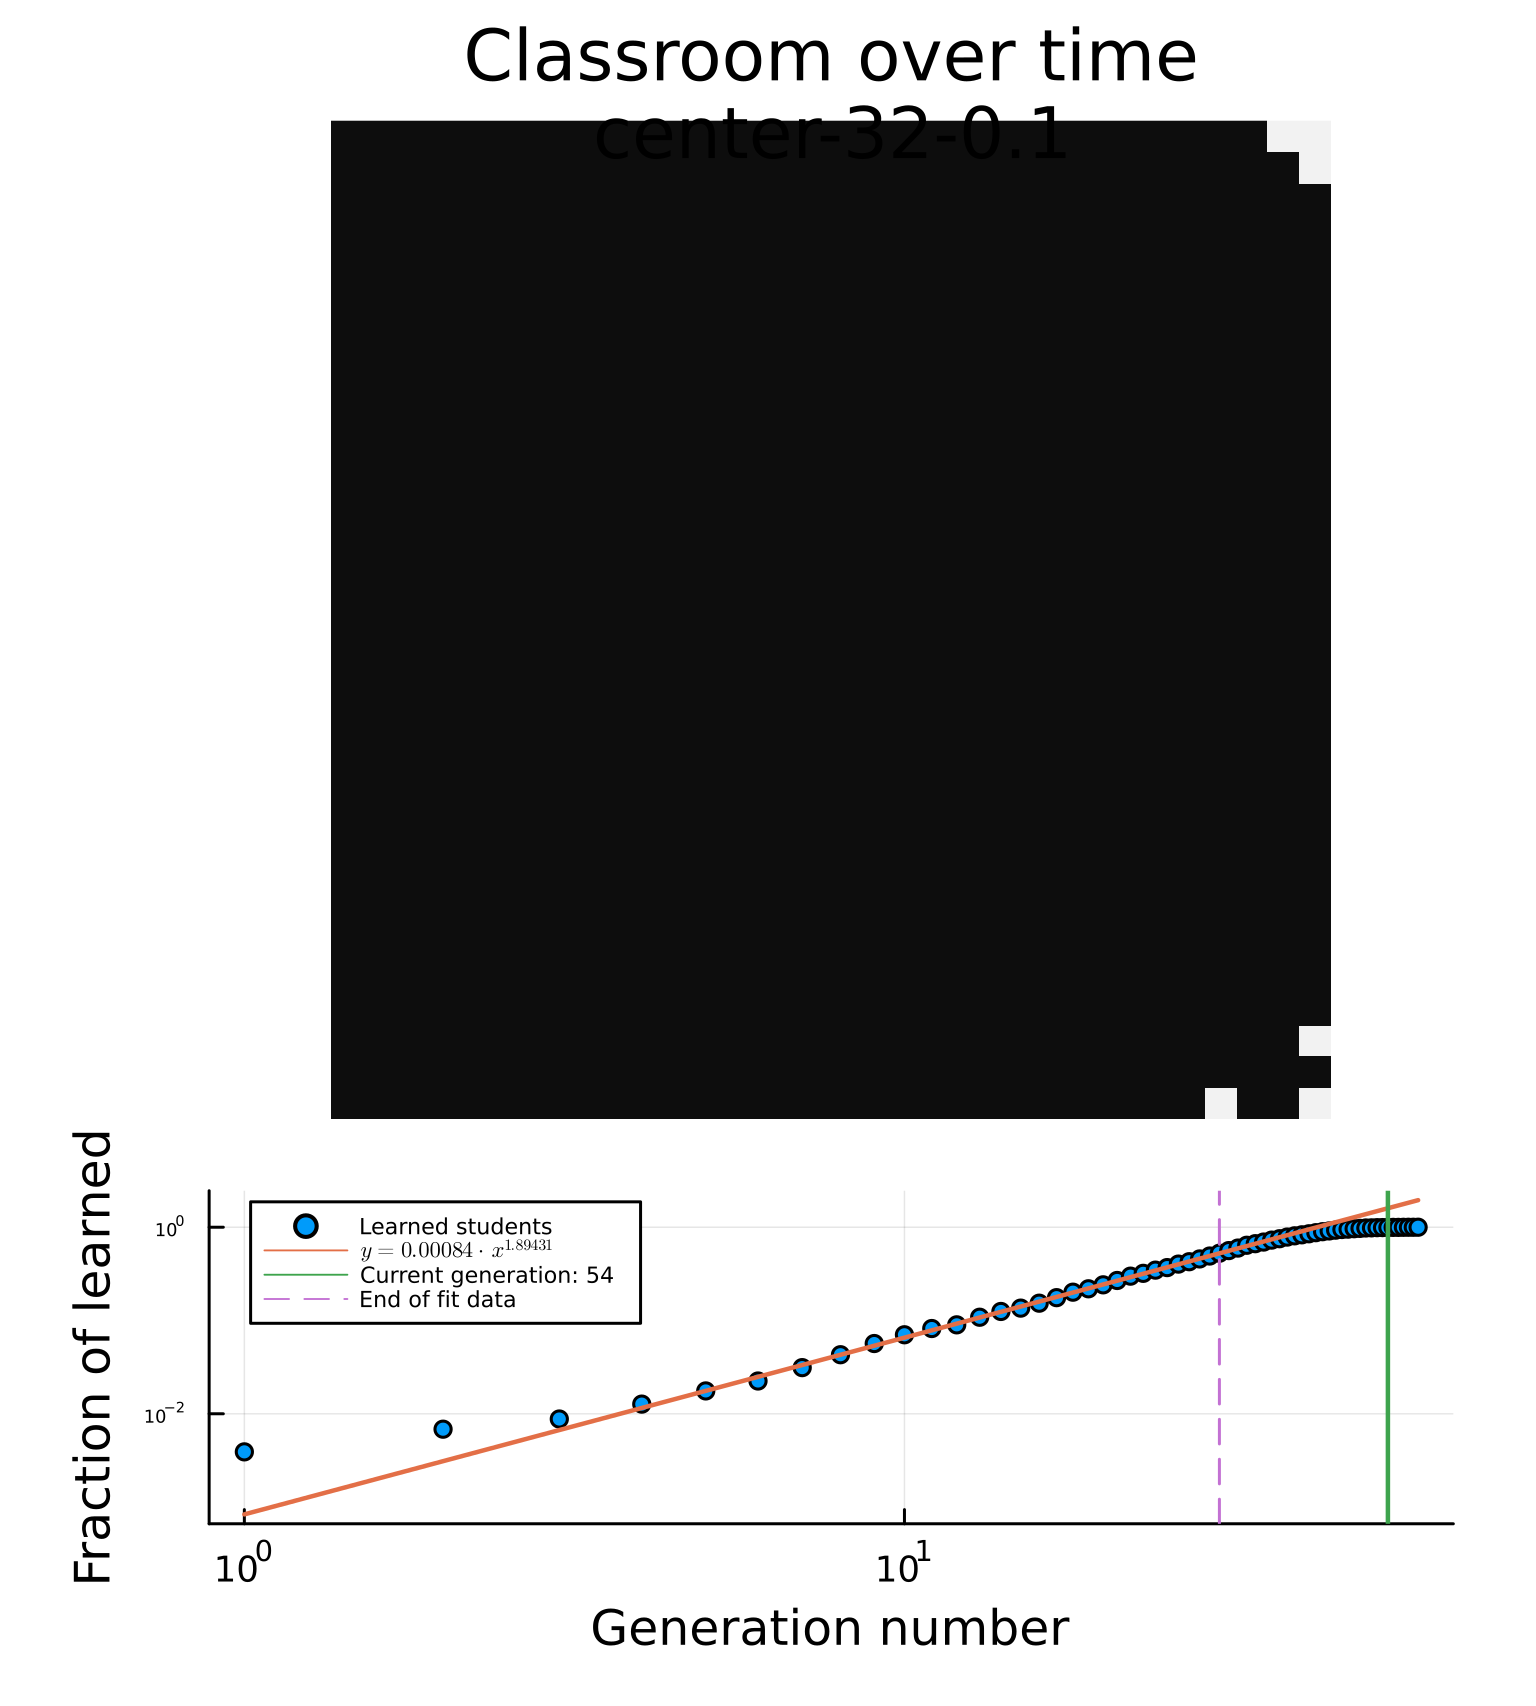 Classroom over time
center-32-0.1
Fraction of learned
10⁰
10⁻²
Learned students
y = 0.00084 · x^1.89431
Current generation: 54
End of fit data
10⁰
10¹
Generation number